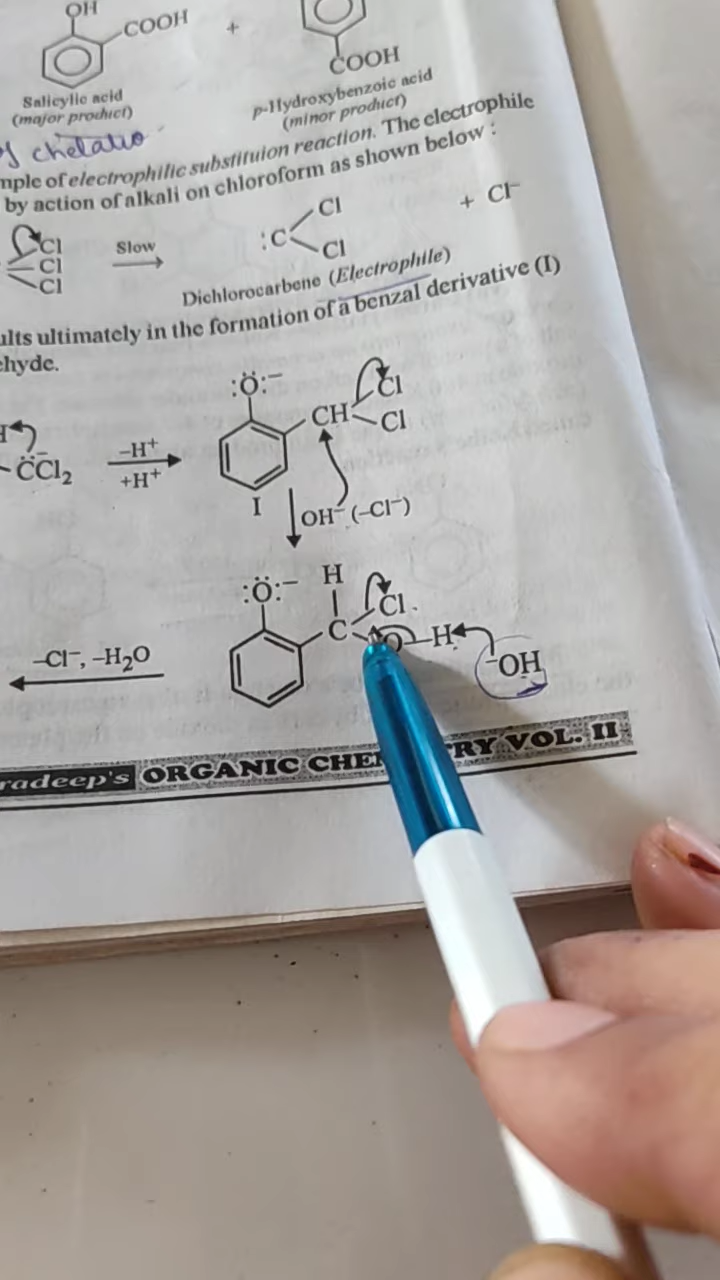 OH
COOH
+
COOH
Salicylic acid
(major product)
p-Hydroxybenzoic acid
(minor product)
of chelatio
mple of electrophilic substituion reaction. The electrophile
by action of alkali on chloroform as shown below :
Cl
Cl
Cl
Slow
:C
Cl
Cl
+ Cl⁻
Dichlorocarbene (Electrophile)
ults ultimately in the formation of a benzal derivative (I)
hyde.
H
–C̈Cl₂
–H⁺
+H⁺
:Ö:⁻
CH
Cl
Cl
I
OH⁻ (–Cl⁻)
–Cl⁻, –H₂O
:Ö:⁻
H
C
Cl
O–H
⁻OH
radeep's ORGANIC CHE RY VOL. II